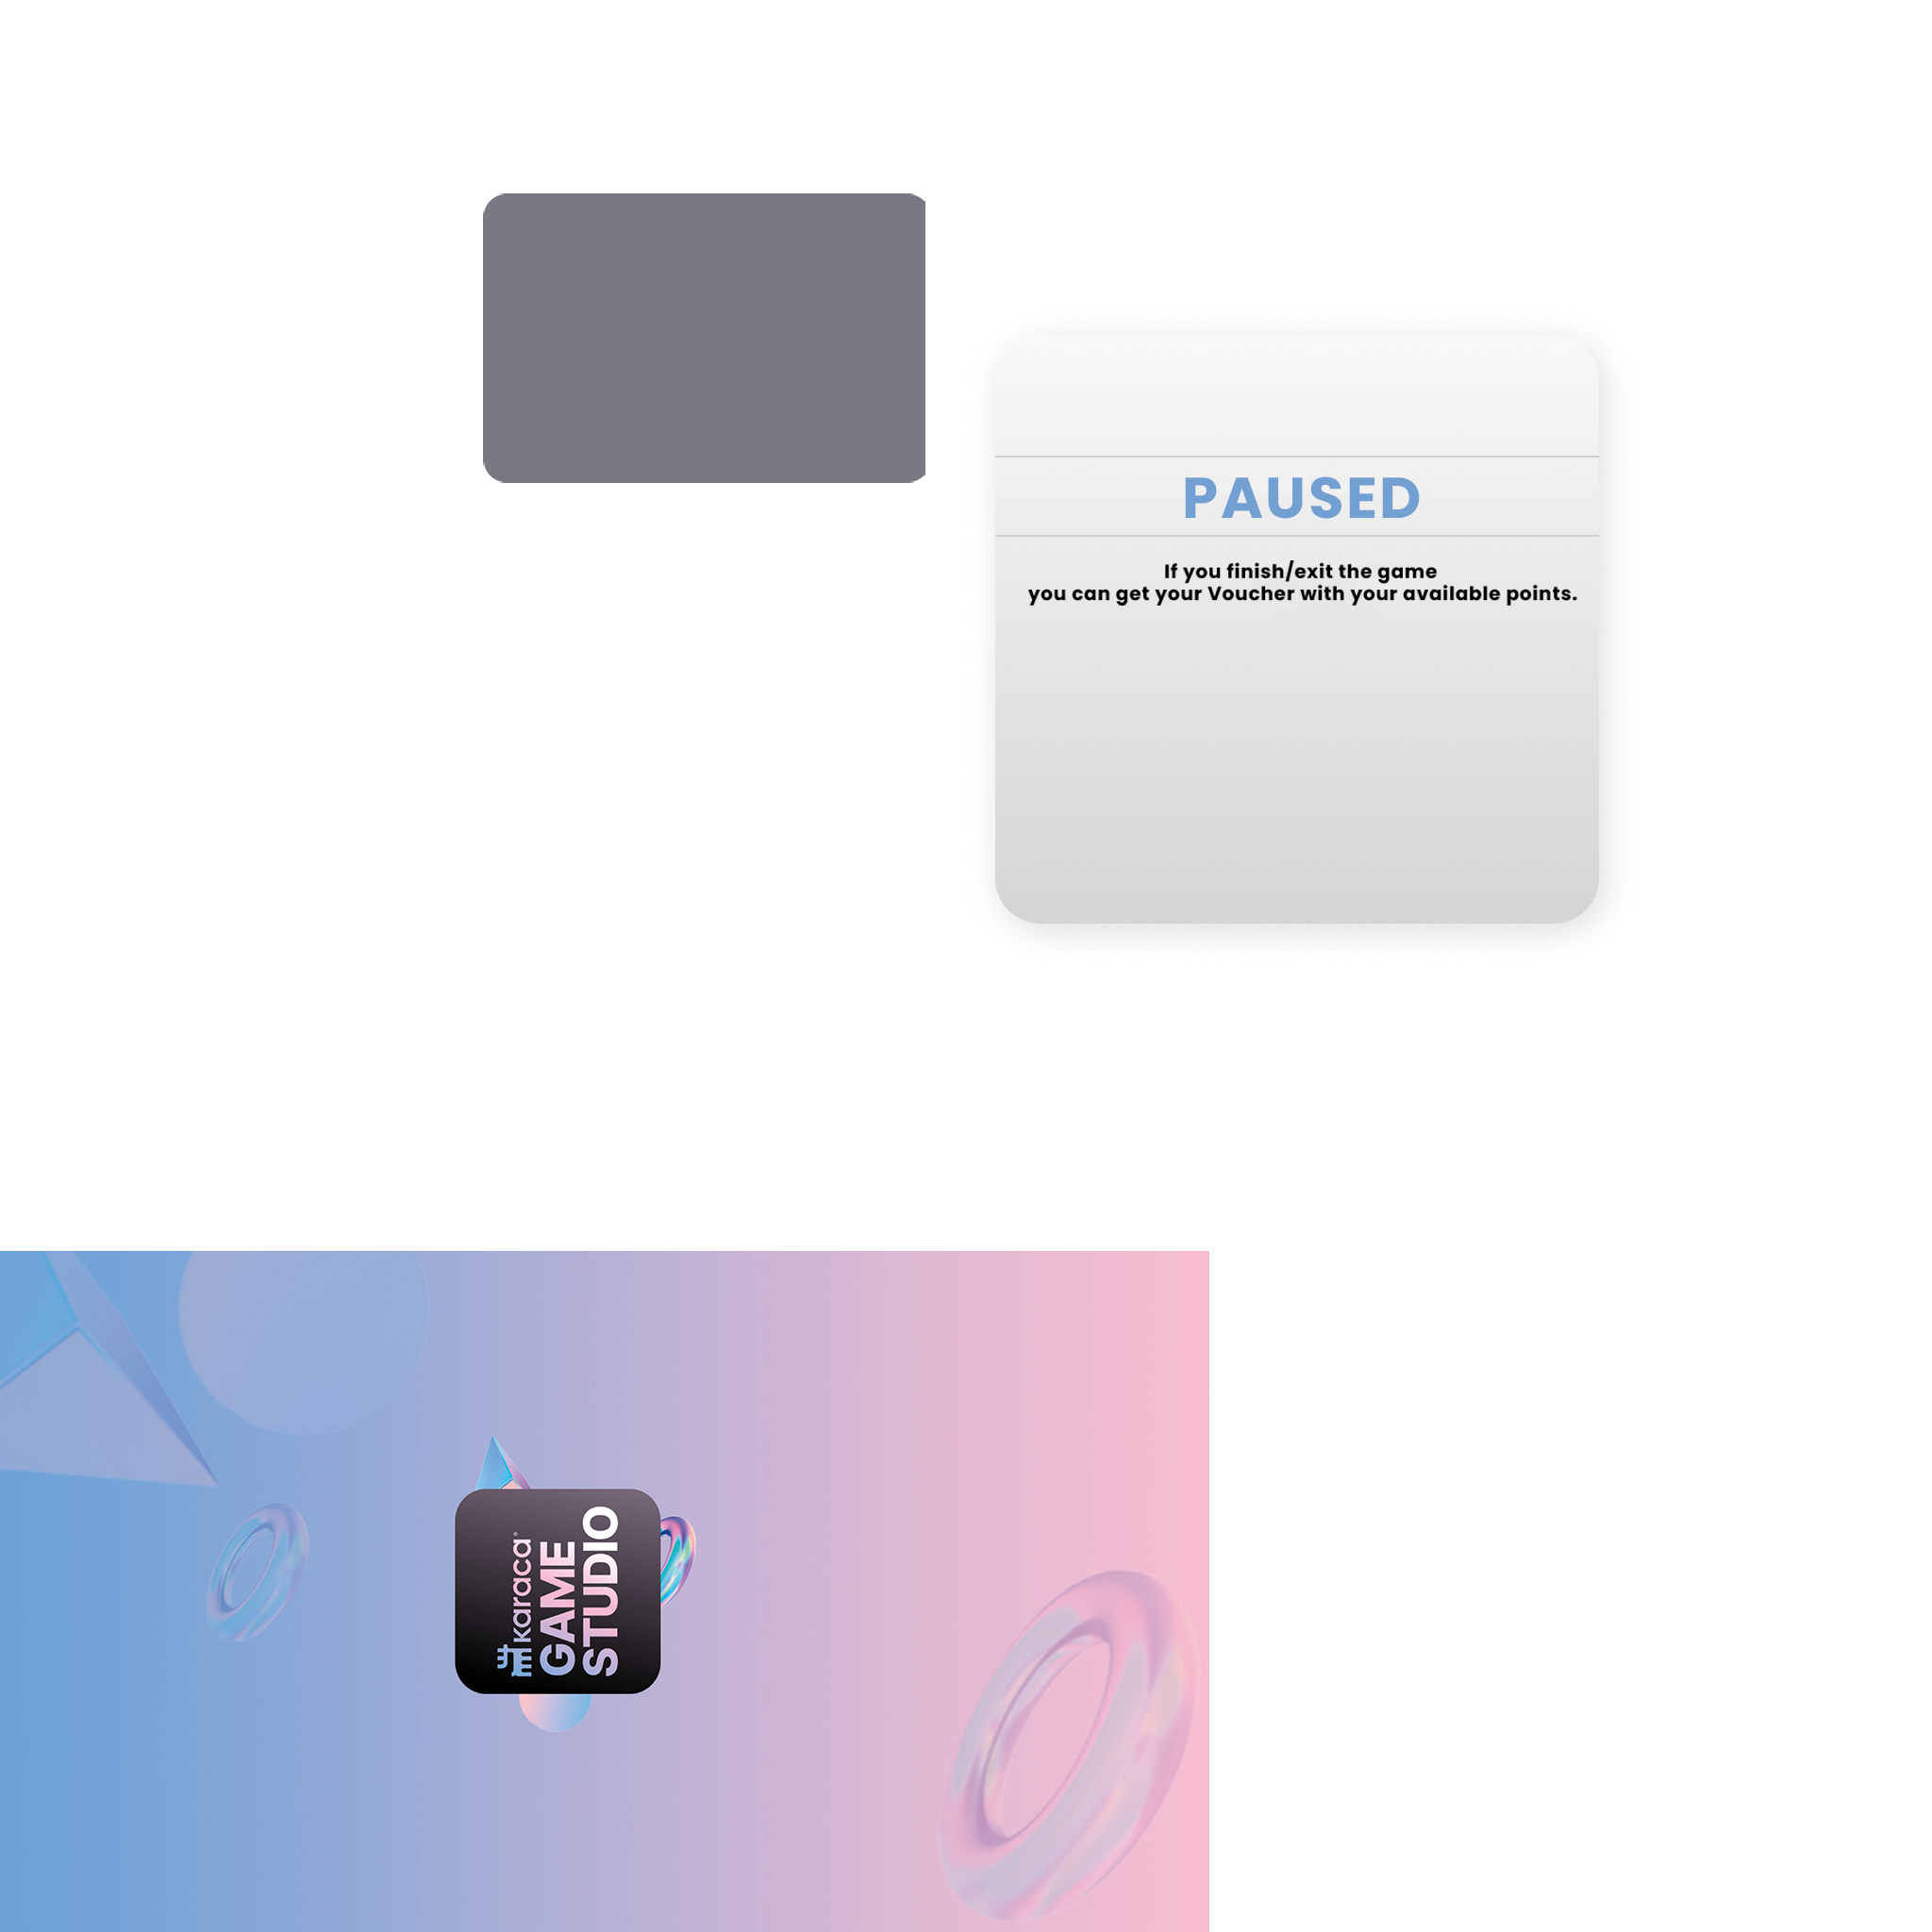 PAUSED
If you finish/exit the game
you can get your Voucher with your available points.
karaca®
GAME
STUDIO